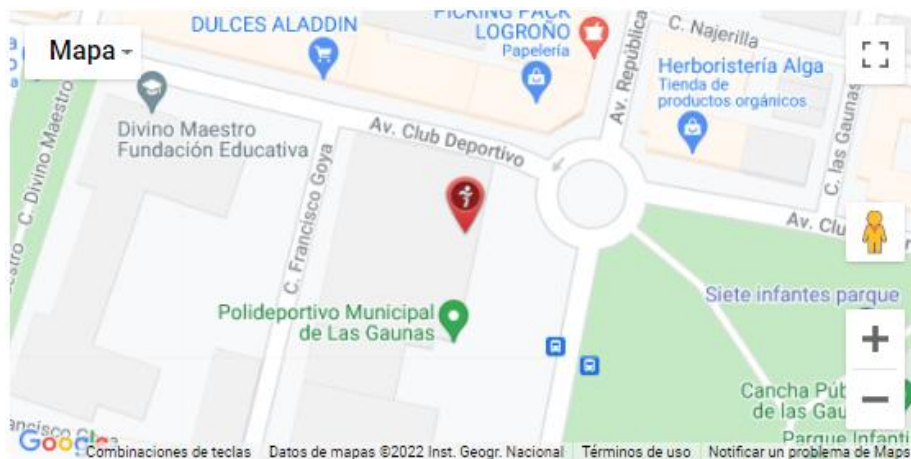 Mapa
DULCES ALADDIN
PICKING PACK
LOGROÑO
Papelería
Av. República
C. Najerilla
Herboristería Alga
Tienda de
productos orgánicos
C. las Gaunas
C. Divino Maestro
Divino Maestro
Fundación Educativa
Av. Club Deportivo
C. Francisco Goya
Av. Clu
Polideportivo Municipal
de Las Gaunas
Siete infantes parque
Cancha Púb
de las Gau
Parque Infanti
Google
Combinaciones de teclas
Datos de mapas ©2022 Inst. Geogr. Nacional
Términos de uso
Notificar un problema de Maps